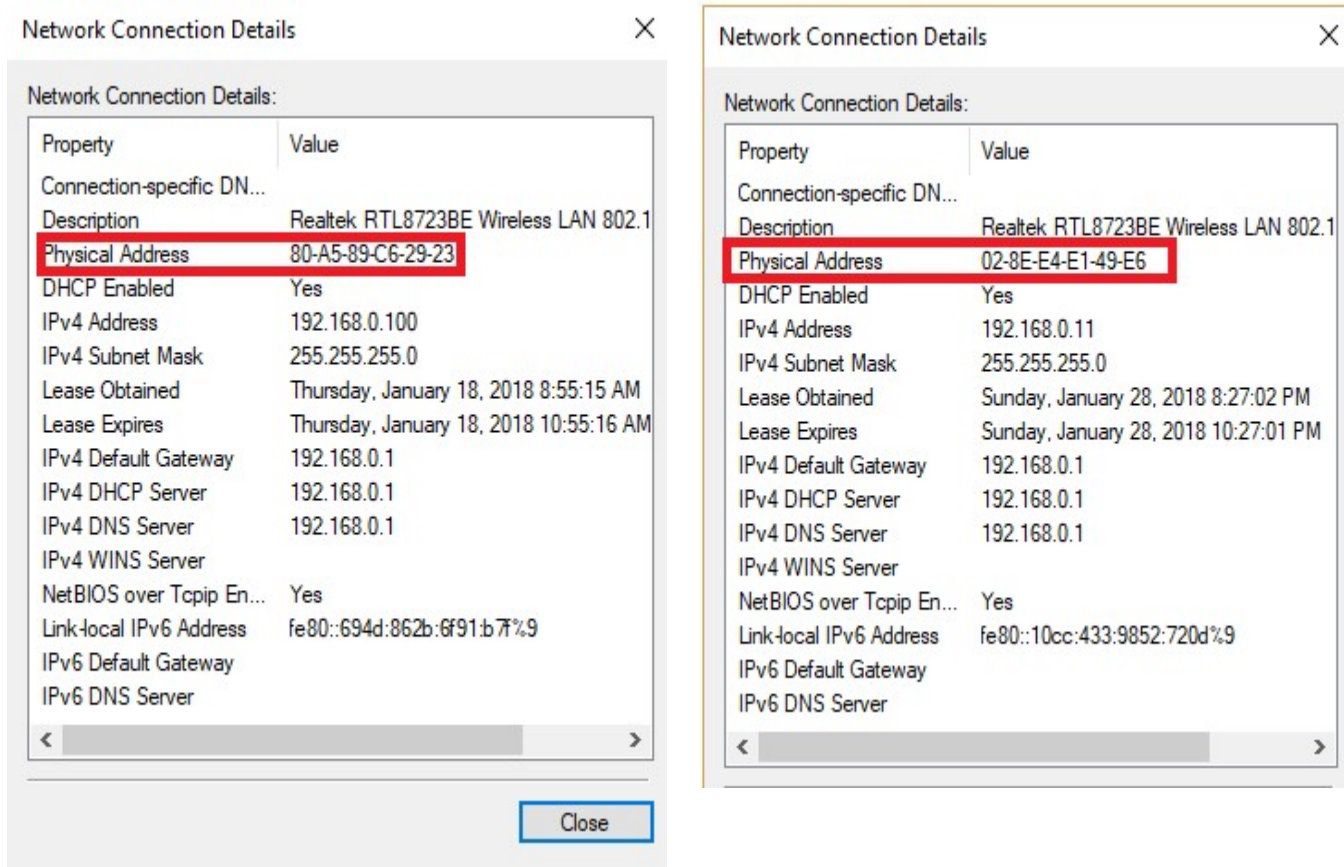 Network Connection Details
Network Connection Details:
Property Value
Connection-specific DN...
Description Realtek RTL8723BE Wireless LAN 802.1
Physical Address 80-A5-89-C6-29-23
DHCP Enabled Yes
IPv4 Address 192.168.0.100
IPv4 Subnet Mask 255.255.255.0
Lease Obtained Thursday, January 18, 2018 8:55:15 AM
Lease Expires Thursday, January 18, 2018 10:55:16 AM
IPv4 Default Gateway 192.168.0.1
IPv4 DHCP Server 192.168.0.1
IPv4 DNS Server 192.168.0.1
IPv4 WINS Server
NetBIOS over Tcpip En... Yes
Link-local IPv6 Address fe80::694d:862b:6f91:b7f%9
IPv6 Default Gateway
IPv6 DNS Server
Close
Network Connection Details
Network Connection Details:
Property Value
Connection-specific DN...
Description Realtek RTL8723BE Wireless LAN 802.1
Physical Address 02-8E-E4-E1-49-E6
DHCP Enabled Yes
IPv4 Address 192.168.0.11
IPv4 Subnet Mask 255.255.255.0
Lease Obtained Sunday, January 28, 2018 8:27:02 PM
Lease Expires Sunday, January 28, 2018 10:27:01 PM
IPv4 Default Gateway 192.168.0.1
IPv4 DHCP Server 192.168.0.1
IPv4 DNS Server 192.168.0.1
IPv4 WINS Server
NetBIOS over Tcpip En... Yes
Link-local IPv6 Address fe80::10cc:433:9852:720d%9
IPv6 Default Gateway
IPv6 DNS Server